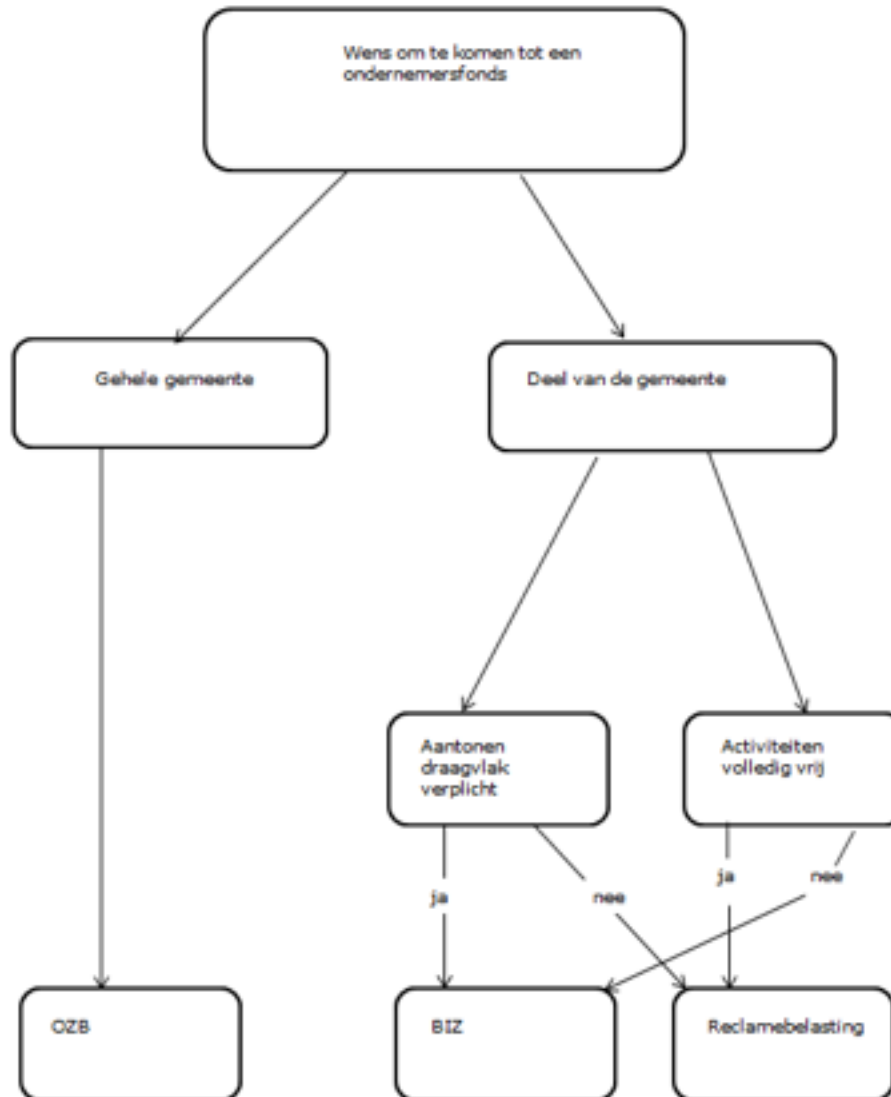 Wens om te komen tot een
ondernemersfonds
Gehele gemeente
Deel van de gemeente
Aantonen
draagvlak
verplicht
Activiteiten
volledig vrij
ja
nee
ja
nee
OZB
BIZ
Reclamebelasting